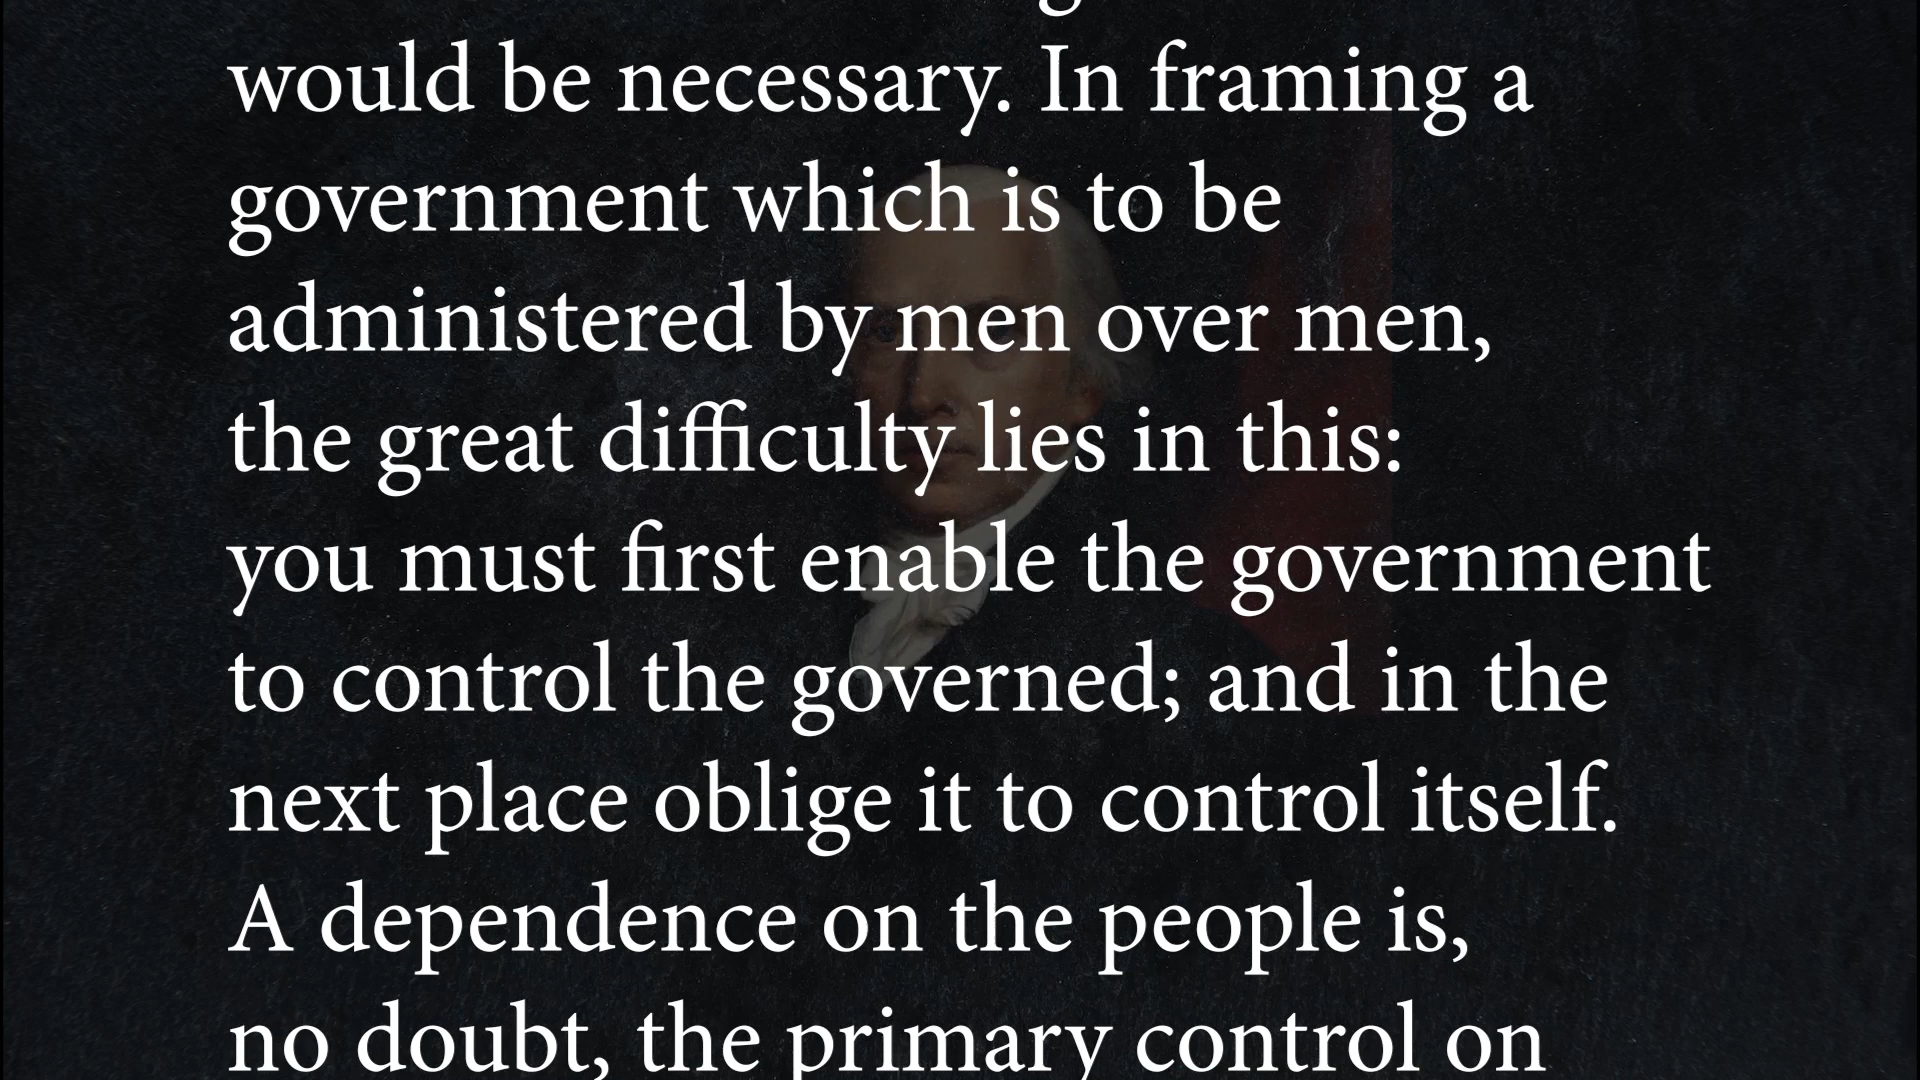 would be necessary. In framing a
government which is to be
administered by men over men,
the great difficulty lies in this:
you must first enable the government
to control the governed; and in the
next place oblige it to control itself.
A dependence on the people is,
no doubt, the primary control on